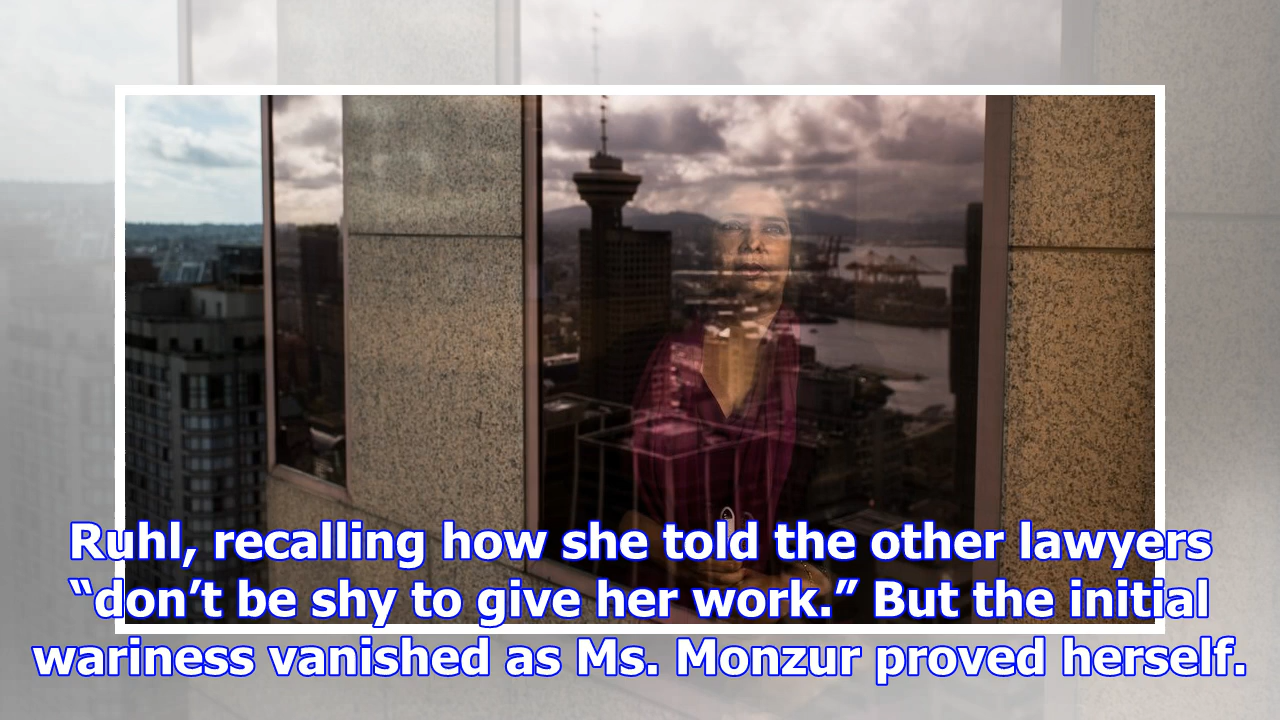 Ruhl, recalling how she told the other lawyers
“don’t be shy to give her work.” But the initial
wariness vanished as Ms. Monzur proved herself.